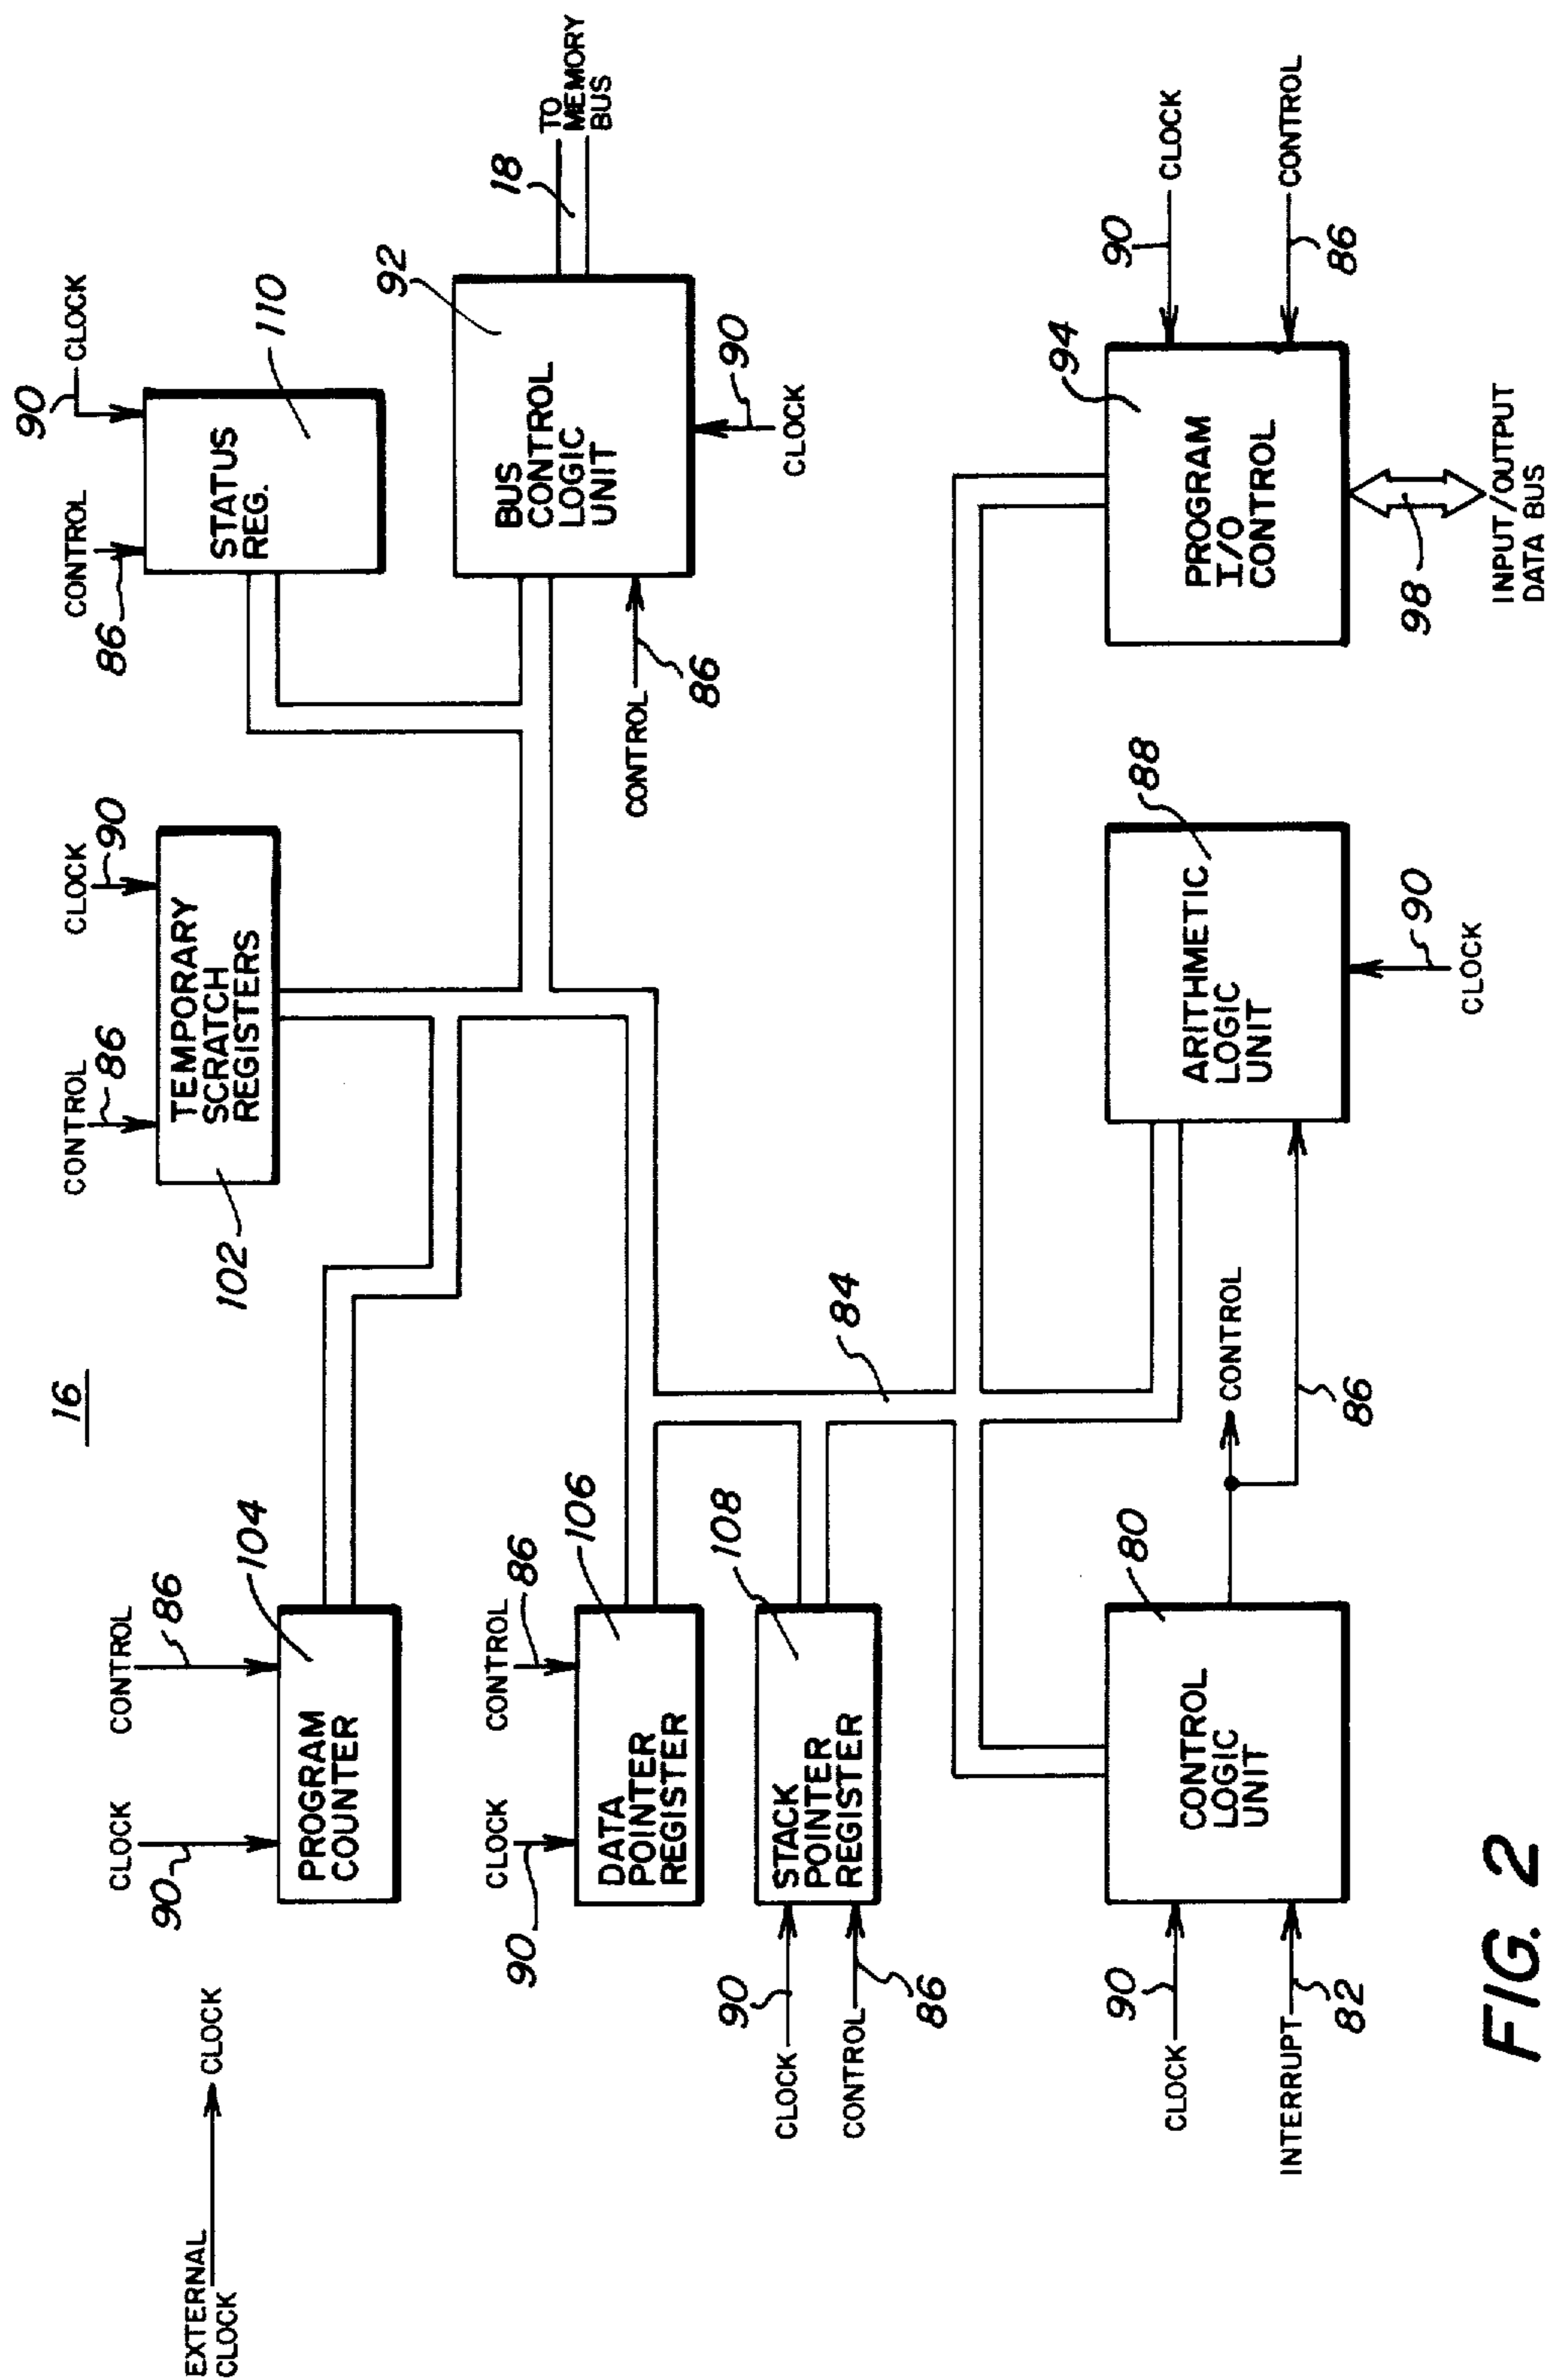 16
EXTERNAL
CLOCK
CLOCK
CLOCK
90
CONTROL
86
104
PROGRAM
COUNTER
CONTROL
86
CLOCK
90
102
TEMPORARY
SCRATCH
REGISTERS
CONTROL
86
90
CLOCK
110
STATUS
REG.
CLOCK
90
CONTROL
86
106
DATA
POINTER
REGISTER
92
BUS
CONTROL
LOGIC
UNIT
18
TO
MEMORY
BUS
CONTROL
86
90
CLOCK
CLOCK
90
CONTROL
86
108
STACK
POINTER
REGISTER
84
CLOCK
90
INTERRUPT
82
80
CONTROL
LOGIC
UNIT
CONTROL
86
88
ARITHMETIC
LOGIC
UNIT
90
CLOCK
94
PROGRAM
I/O
CONTROL
90
CLOCK
CONTROL
86
98
INPUT/OUTPUT
DATA BUS
FIG. 2